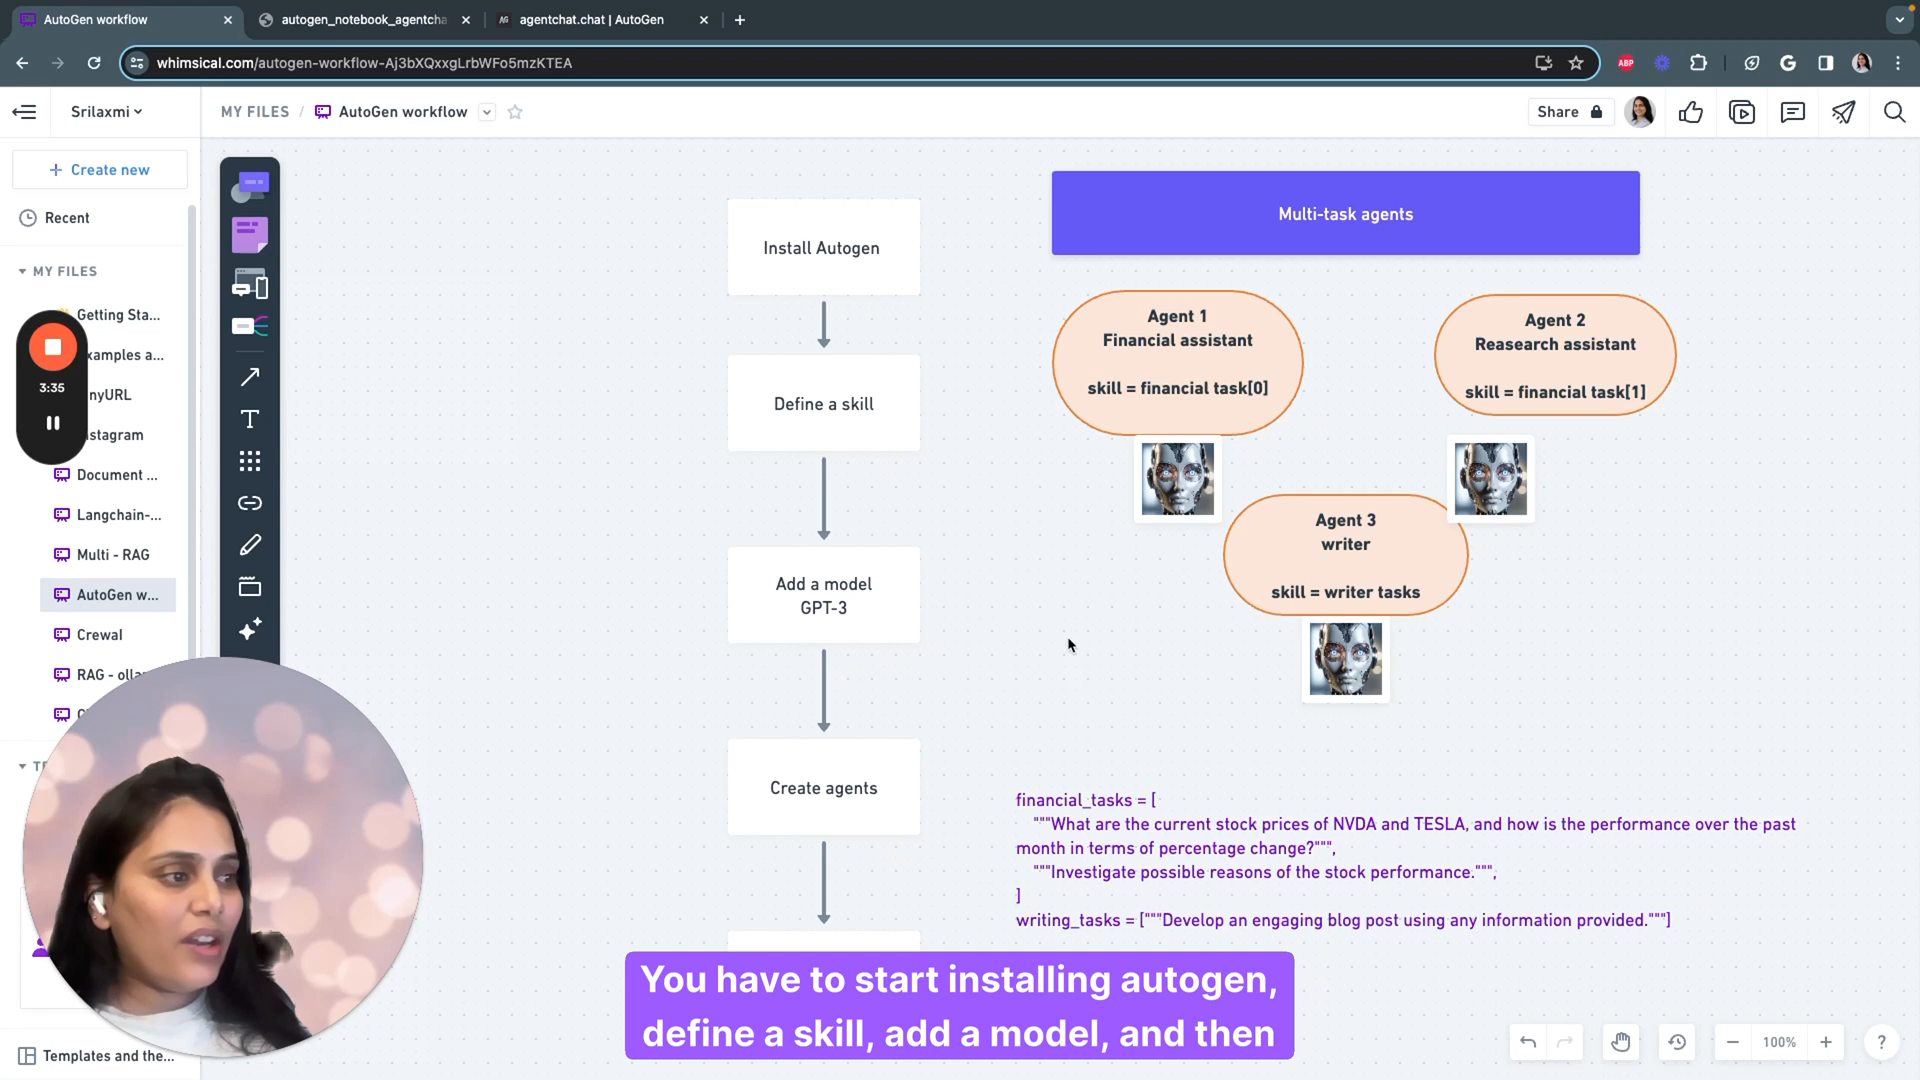 AutoGen workflow
autogen_notebook_agentcha
agentchat.chat | AutoGen
whimsical.com/autogen-workflow-Aj3bXQxxgLrbWFo5mzKTEA
ABP
Srilaxmi
MY FILES / AutoGen workflow
Share
Create new
Recent
MY FILES
Getting Sta...
xamples a...
nyURL
nstagram
Document ...
Langchain-...
Multi - RAG
AutoGen w...
Crewal
RAG - olla
3:35
Templates and the...
Install Autogen
Define a skill
Add a model
GPT-3
Create agents
Multi-task agents
Agent 1
Financial assistant
skill = financial task[0]
Agent 2
Reasearch assistant
skill = financial task[1]
Agent 3
writer
skill = writer tasks
financial_tasks = [
"""What are the current stock prices of NVDA and TESLA, and how is the performance over the past
month in terms of percentage change?""",
"""Investigate possible reasons of the stock performance.""",
]
writing_tasks = ["""Develop an engaging blog post using any information provided."""]
You have to start installing autogen,
define a skill, add a model, and then
100%